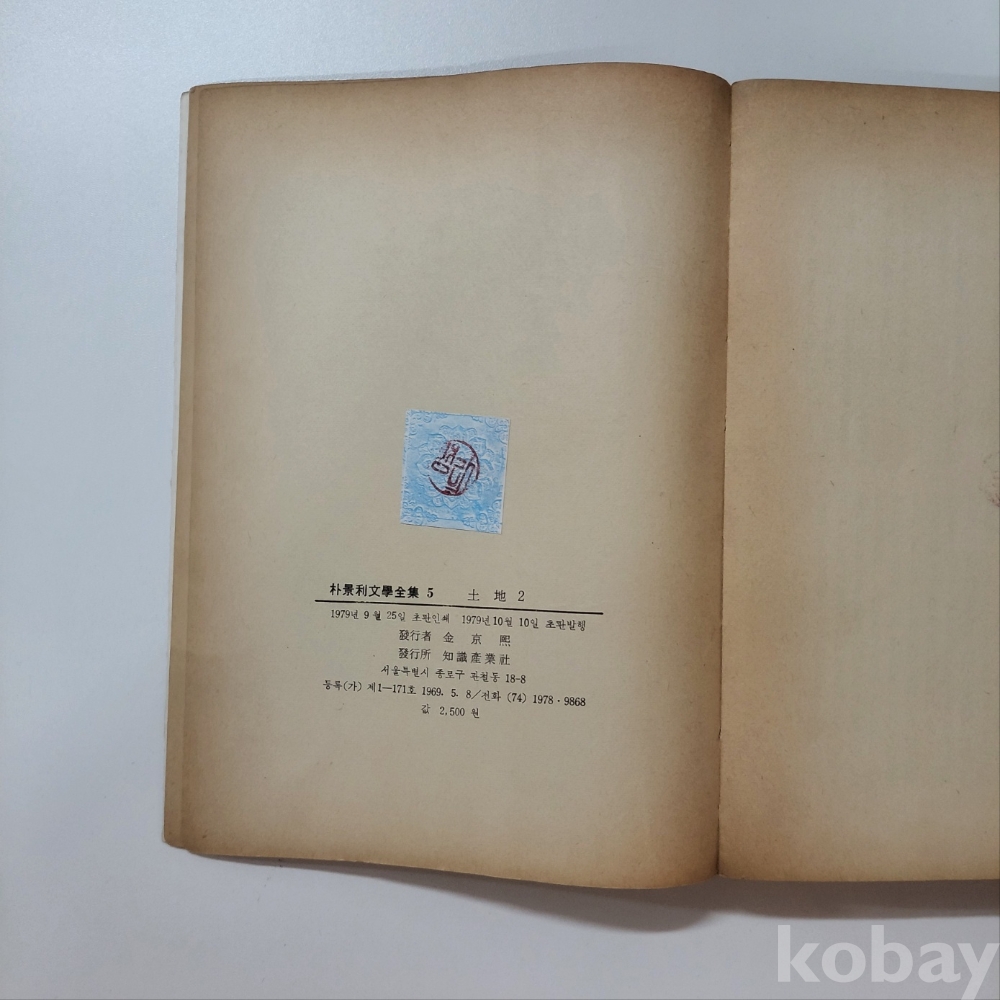 朴景利文學全集 5 土 地 2
1979년 9월 25일 초판인쇄 1979년 10월 10일 초판발행
發行者 金 京 熙
發行所 知識產業社
서울특별시 종로구 관철동 18-8
등록(가) 제1—171호 1969. 5. 8／전화 (74) 1978·9868
값 2,500 원
kobay